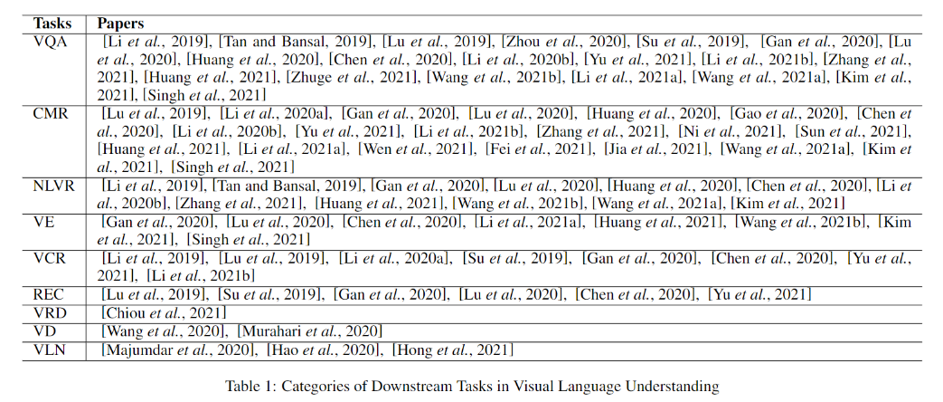 Tasks Papers
VQA [Li et al., 2019], [Tan and Bansal, 2019], [Lu et al., 2019], [Zhou et al., 2020], [Su et al., 2019], [Gan et al., 2020], [Lu
et al., 2020], [Huang et al., 2020], [Chen et al., 2020], [Li et al., 2020b], [Yu et al., 2021], [Li et al., 2021b], [Zhang et al.,
2021], [Huang et al., 2021], [Zhuge et al., 2021], [Wang et al., 2021b], [Li et al., 2021a], [Wang et al., 2021a], [Kim et al.,
2021], [Singh et al., 2021]
CMR [Lu et al., 2019], [Li et al., 2020a], [Gan et al., 2020], [Lu et al., 2020], [Huang et al., 2020], [Gao et al., 2020], [Chen et
al., 2020], [Li et al., 2020b], [Yu et al., 2021], [Li et al., 2021b], [Zhang et al., 2021], [Ni et al., 2021], [Sun et al., 2021],
[Huang et al., 2021], [Li et al., 2021a], [Wen et al., 2021], [Fei et al., 2021], [Jia et al., 2021], [Wang et al., 2021a], [Kim et
al., 2021], [Singh et al., 2021]
NLVR [Li et al., 2019], [Tan and Bansal, 2019], [Gan et al., 2020], [Lu et al., 2020], [Huang et al., 2020], [Chen et al., 2020], [Li et
al., 2020b], [Zhang et al., 2021], [Huang et al., 2021], [Wang et al., 2021b], [Wang et al., 2021a], [Kim et al., 2021]
VE [Gan et al., 2020], [Lu et al., 2020], [Chen et al., 2020], [Li et al., 2021a], [Huang et al., 2021], [Wang et al., 2021b], [Kim
et al., 2021], [Singh et al., 2021]
VCR [Li et al., 2019], [Lu et al., 2019], [Li et al., 2020a], [Su et al., 2019], [Gan et al., 2020], [Chen et al., 2020], [Yu et al.,
2021], [Li et al., 2021b]
REC [Lu et al., 2019], [Su et al., 2019], [Gan et al., 2020], [Lu et al., 2020], [Chen et al., 2020], [Yu et al., 2021]
VRD [Chiou et al., 2021]
VD [Wang et al., 2020], [Murahari et al., 2020]
VLN [Majumdar et al., 2020], [Hao et al., 2020], [Hong et al., 2021]
Table 1: Categories of Downstream Tasks in Visual Language Understanding